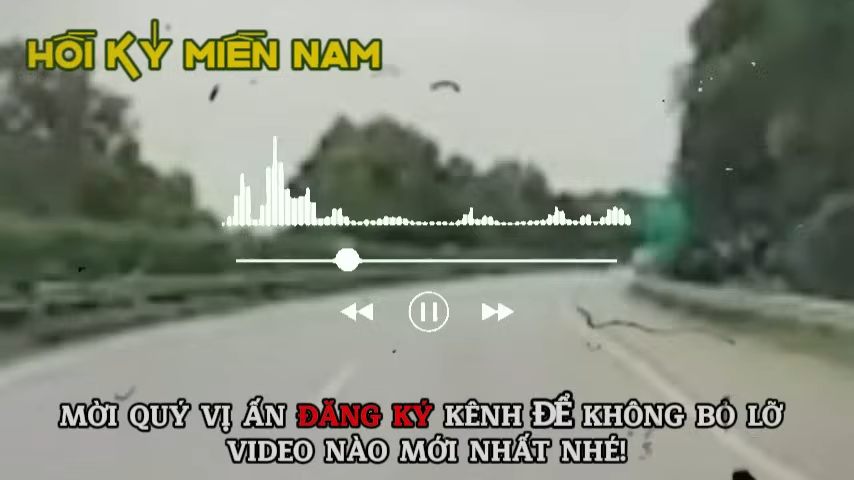 HỒI KÝ MIỀN NAM
MỜI QUÝ VỊ ẤN ĐĂNG KÝ KÊNH ĐỂ KHÔNG BỎ LỠ
VIDEO NÀO MỚI NHẤT NHÉ!